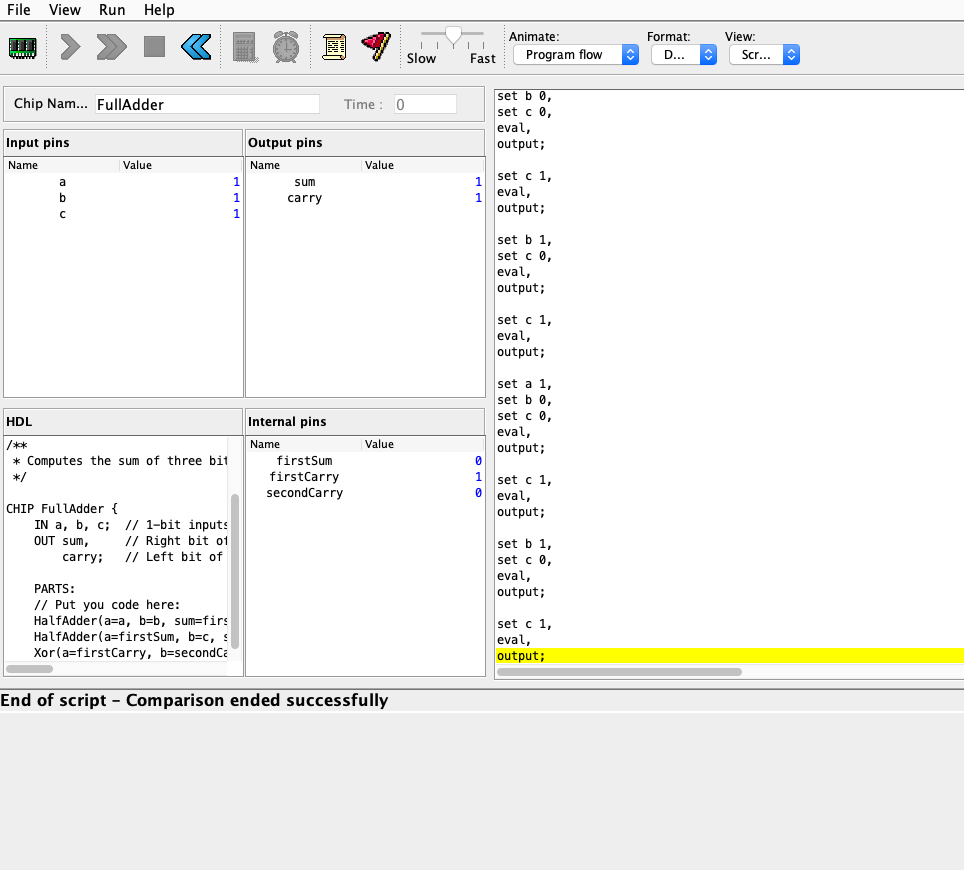 File View Run Help
Slow Fast
Animate: Format: View:
Program flow D... Scr...
Chip Nam... FullAdder Time : 0
Input pins
Name Value
a 1
b 1
c 1
Output pins
Name Value
sum 1
carry 1
HDL
/**
* Computes the sum of three bit
*/
CHIP FullAdder {
IN a, b, c; // 1-bit inputs
OUT sum, // Right bit of
carry; // Left bit of
PARTS:
// Put you code here:
HalfAdder(a=a, b=b, sum=firs
HalfAdder(a=firstSum, b=c, s
Xor(a=firstCarry, b=secondCa
Internal pins
Name Value
firstSum 0
firstCarry 1
secondCarry 0
set b 0,
set c 0,
eval,
output;
set c 1,
eval,
output;
set b 1,
set c 0,
eval,
output;
set c 1,
eval,
output;
set a 1,
set b 0,
set c 0,
eval,
output;
set c 1,
eval,
output;
set b 1,
set c 0,
eval,
output;
set c 1,
eval,
output;
End of script - Comparison ended successfully